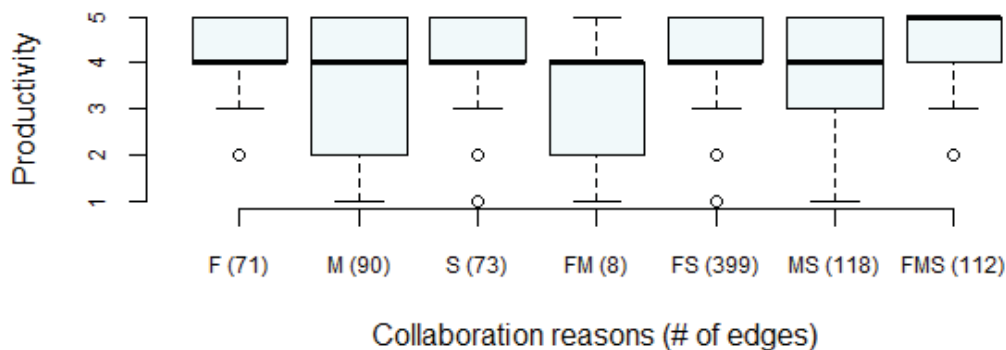 Productivity
5
4
3
2
1
F (71) M (90) S (73) FM (8) FS (399) MS (118) FMS (112)
Collaboration reasons (# of edges)